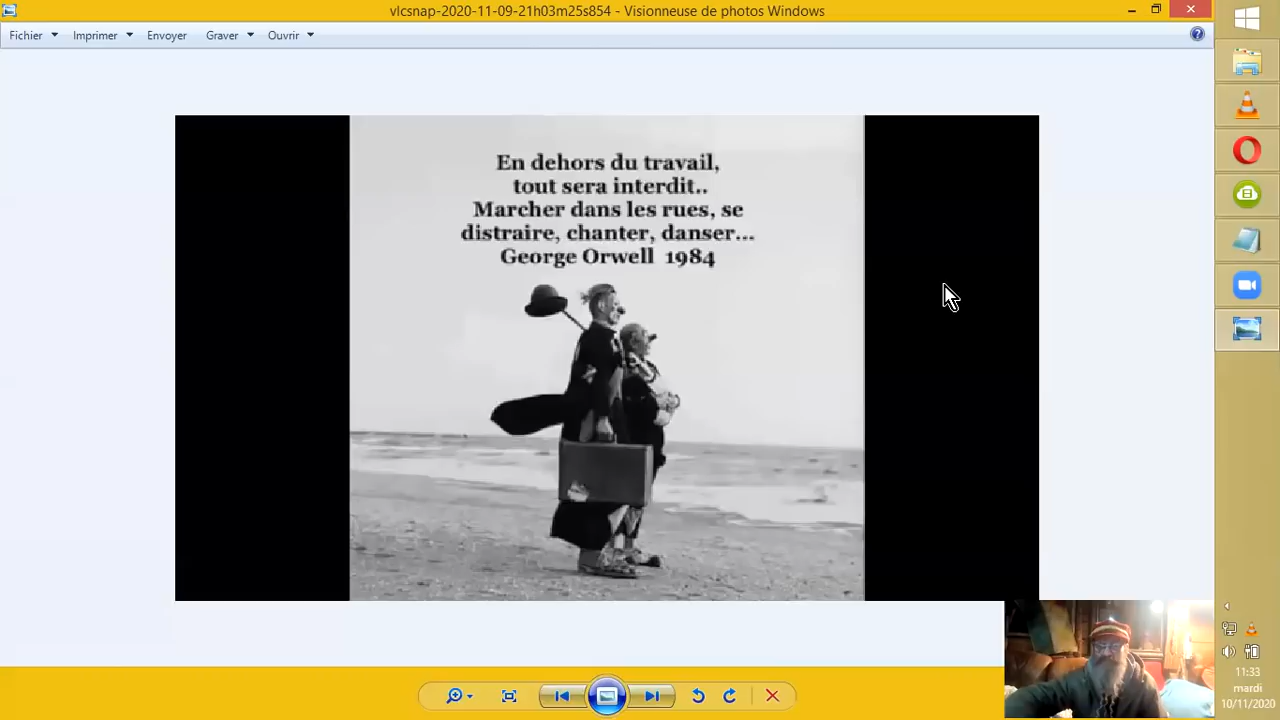 vlcsnap-2020-11-09-21h03m25s854 - Visionneuse de photos Windows
Fichier Imprimer Envoyer Graver Ouvrir
En dehors du travail,
tout sera interdit..
Marcher dans les rues, se
distraire, chanter, danser...
George Orwell 1984
11:33
mardi
10/11/2020